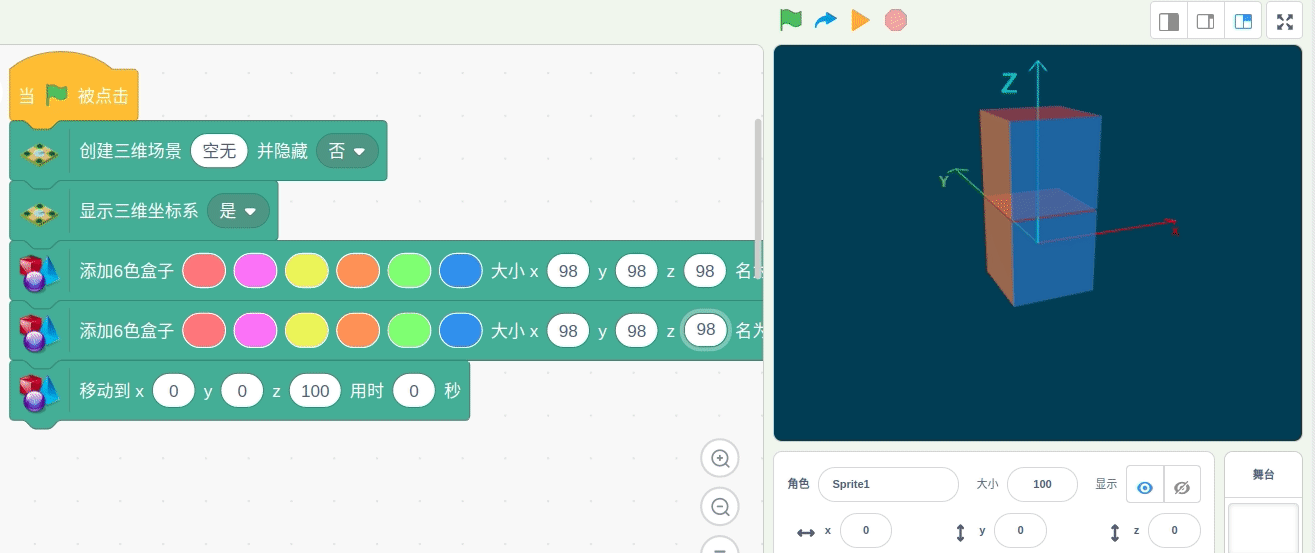 当 被点击
创建三维场景 空无 并隐藏 否
显示三维坐标系 是
添加6色盒子 大小 x 98 y 98 z 98
添加6色盒子 大小 x 98 y 98 z 98 名为
移动到 x 0 y 0 z 100 用时 0 秒
Z
Y
角色 Sprite1 大小 100 显示
x 0 y 0 z 0
舞台